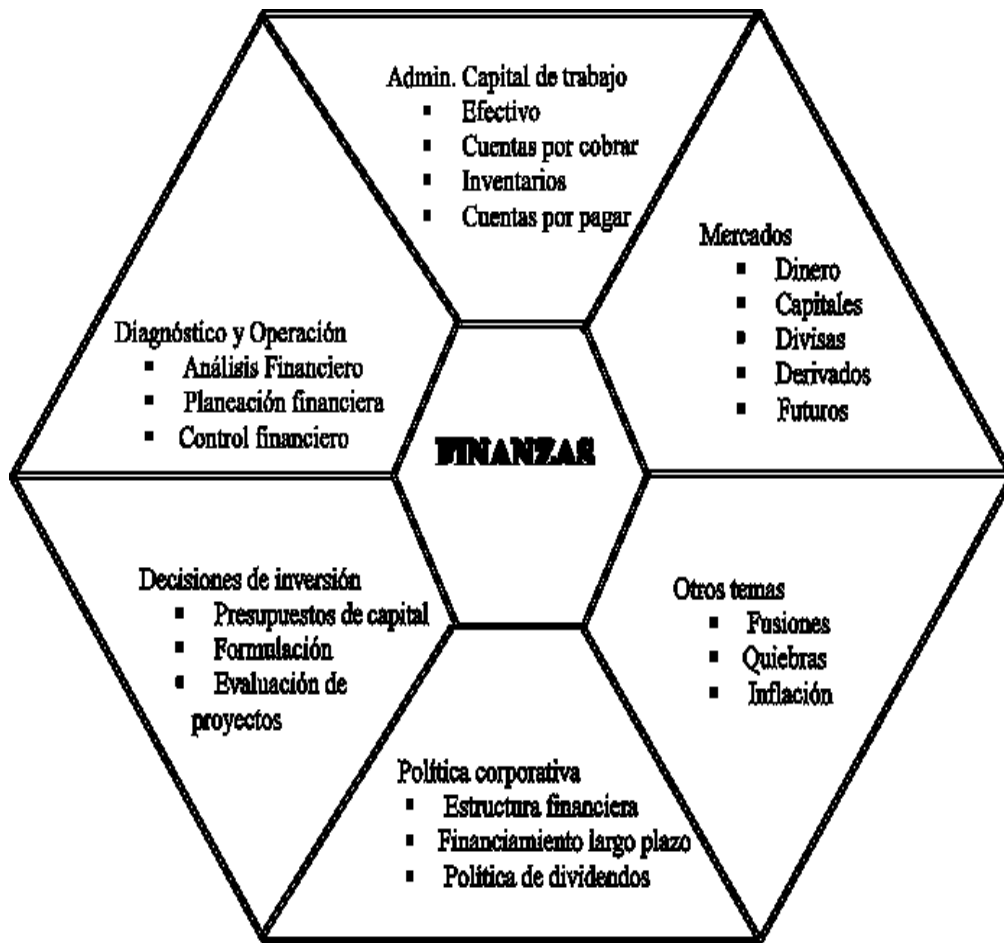 Admin. Capital de trabajo
▪ Efectivo
▪ Cuentas por cobrar
▪ Inventarios
▪ Cuentas por pagar
Mercados
▪ Dinero
▪ Capitales
▪ Divisas
▪ Derivados
▪ Futuros
Diagnóstico y Operación
▪ Análisis Financiero
▪ Planeación financiera
▪ Control financiero
FINANZAS
Decisiones de inversión
▪ Presupuestos de capital
▪ Formulación
▪ Evaluación de
proyectos
Otros temas
▪ Fusiones
▪ Quiebras
▪ Inflación
Política corporativa
▪ Estructura financiera
▪ Financiamiento largo plazo
▪ Política de dividendos